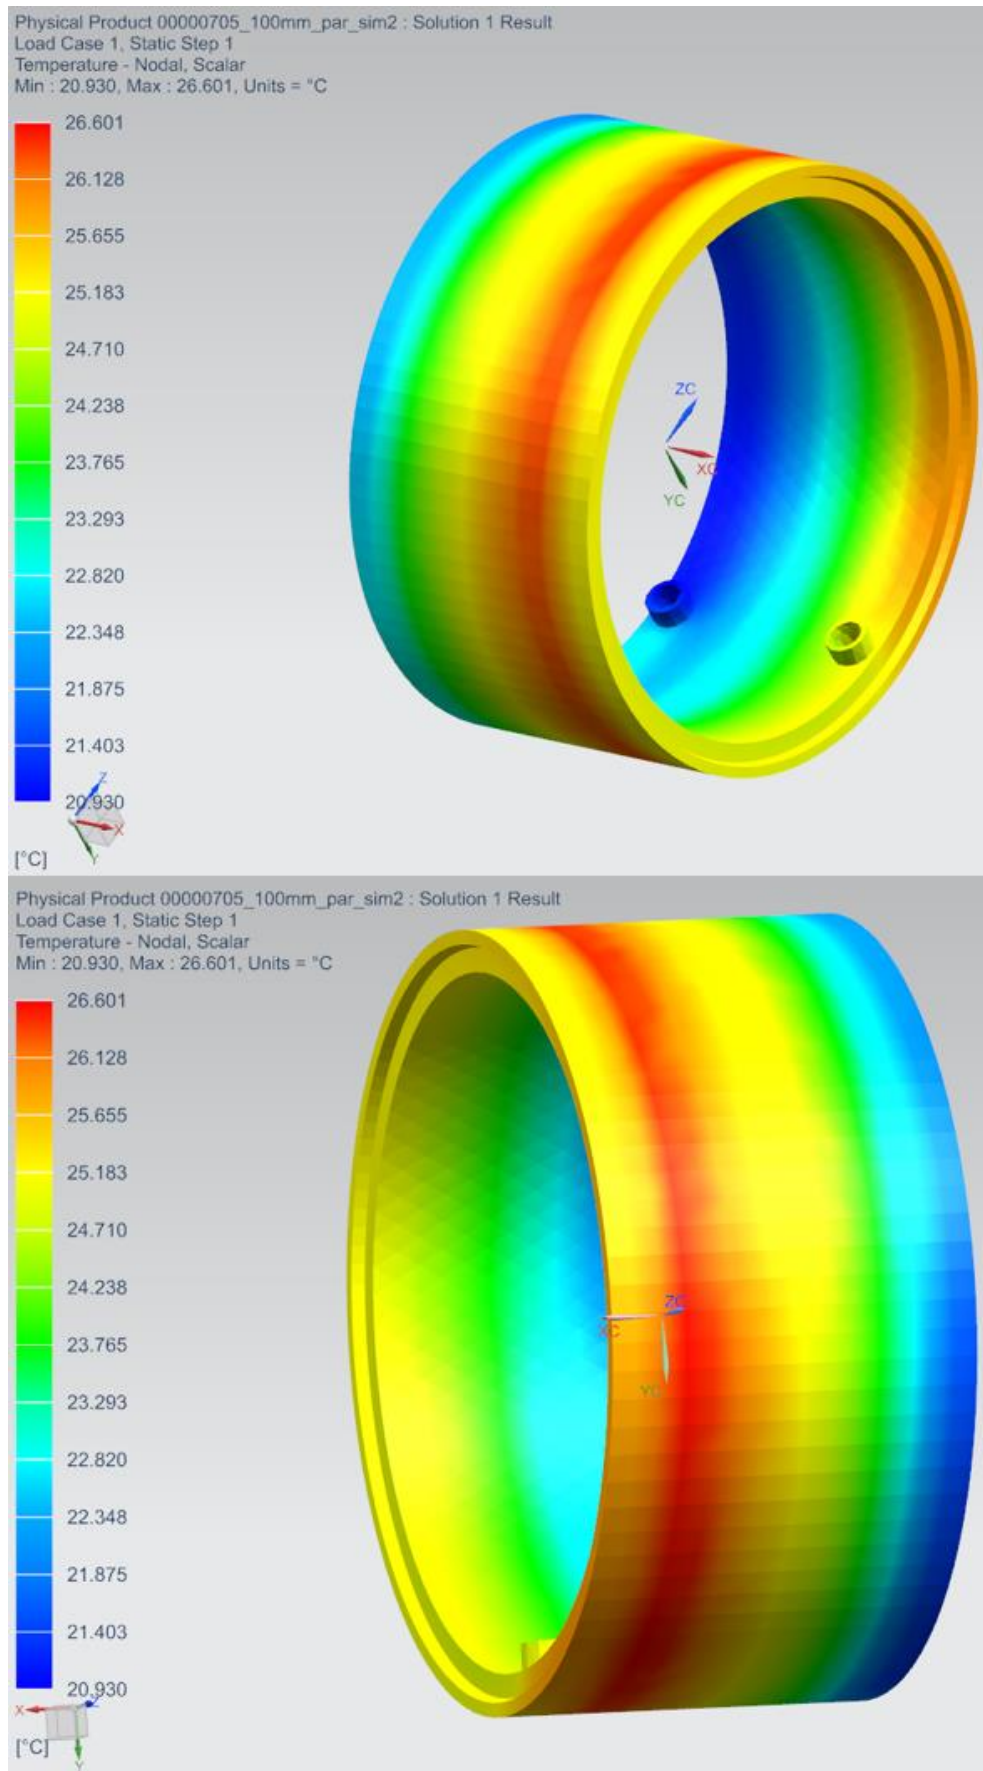 Physical Product 00000705_100mm_par_sim2 : Solution 1 Result
Load Case 1, Static Step 1
Temperature - Nodal, Scalar
Min : 20.930, Max : 26.601, Units = °C
26.601
26.128
25.655
25.183
24.710
24.238
23.765
23.293
22.820
22.348
21.875
21.403
20.930
[°C]
ZC
XC
YC
Z
X
Y
Physical Product 00000705_100mm_par_sim2 : Solution 1 Result
Load Case 1, Static Step 1
Temperature - Nodal, Scalar
Min : 20.930, Max : 26.601, Units = °C
26.601
26.128
25.655
25.183
24.710
24.238
23.765
23.293
22.820
22.348
21.875
21.403
20.930
[°C]
ZC
XC
YC
X
Z
Y